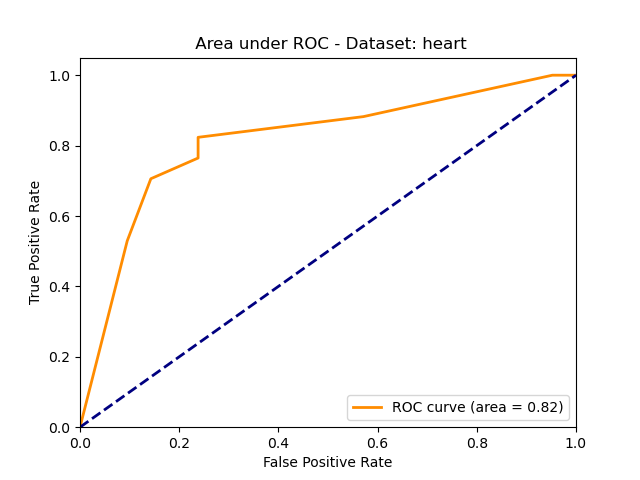 Area under ROC - Dataset: heart
True Positive Rate
1.0
0.8
0.6
0.4
0.2
0.0
ROC curve (area = 0.82)
0.0 0.2 0.4 0.6 0.8 1.0
False Positive Rate